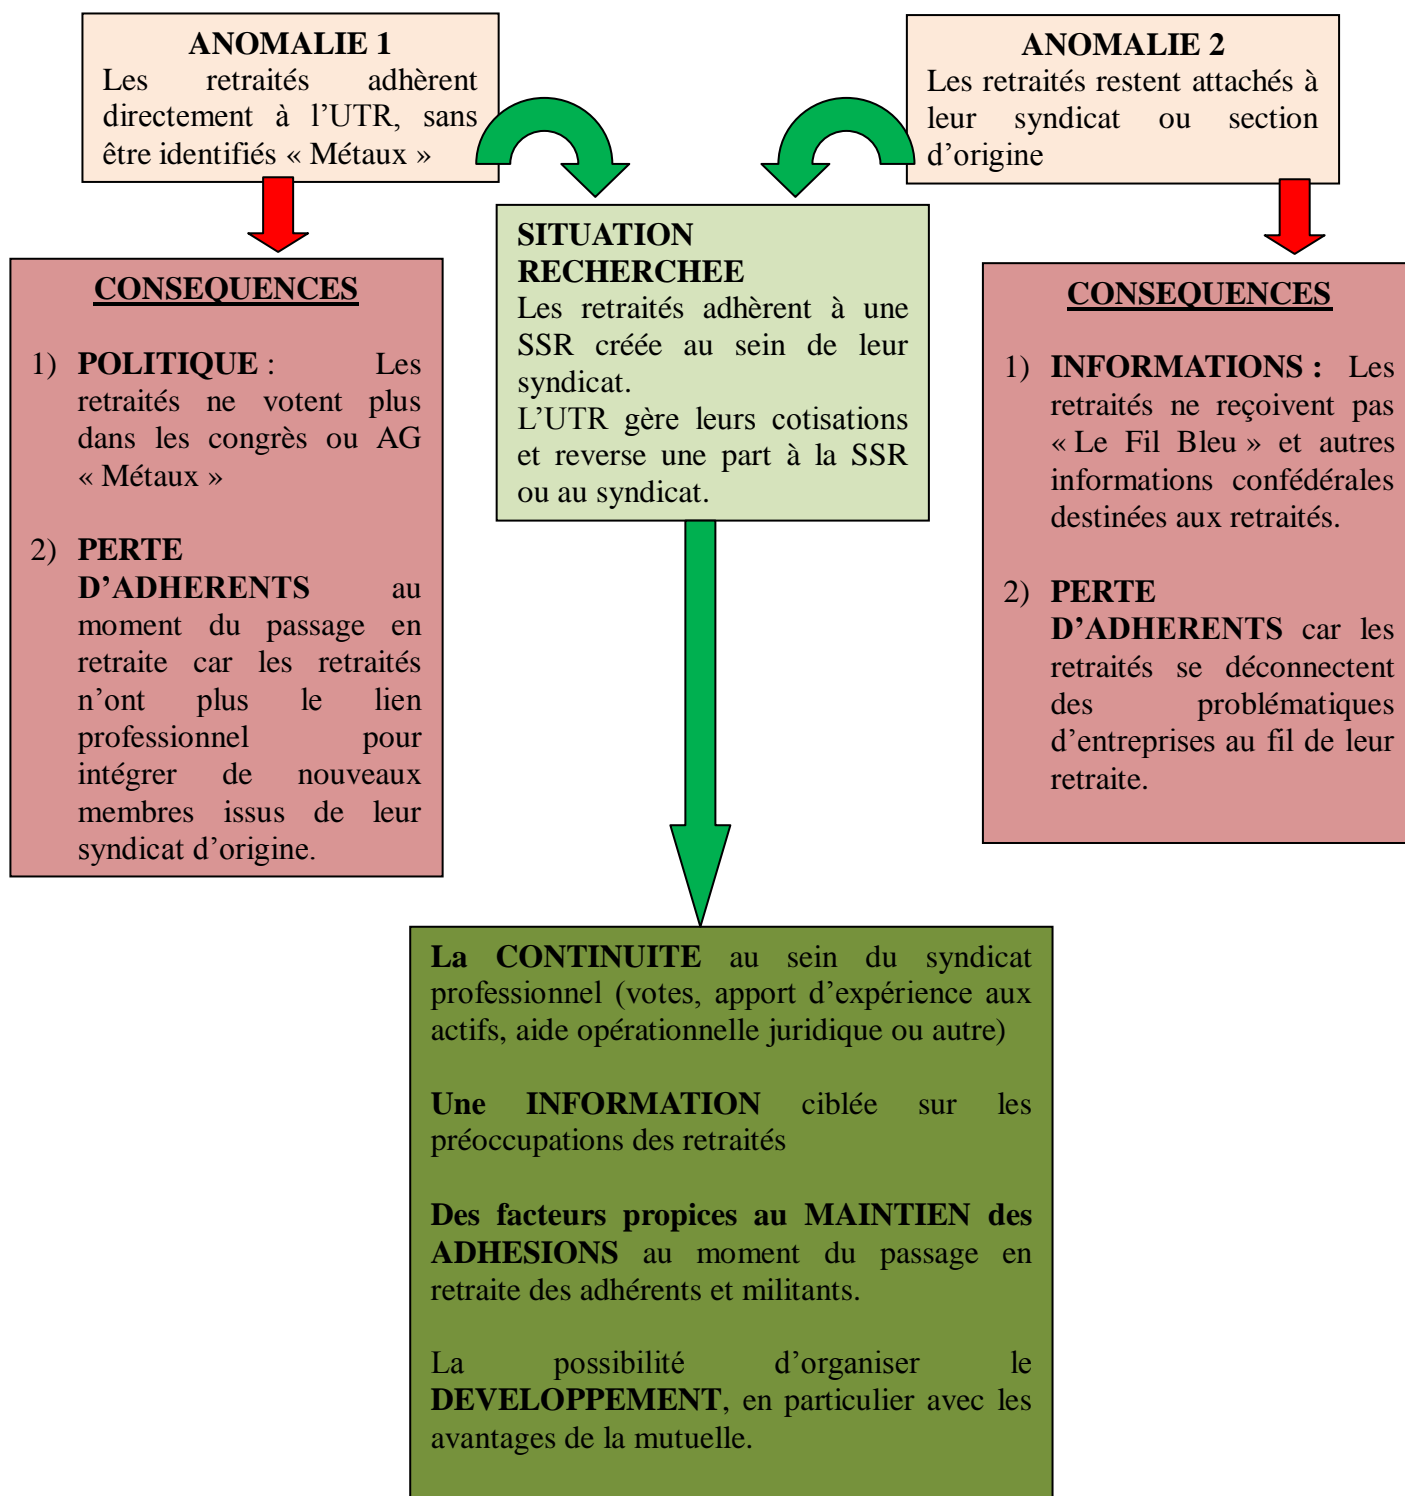 ANOMALIE 1
Les retraités adhèrent
directement à l’UTR, sans
être identifiés « Métaux »
ANOMALIE 2
Les retraités restent attachés à
leur syndicat ou section
d’origine
SITUATION
RECHERCHEE
Les retraités adhèrent à une
SSR créée au sein de leur
syndicat.
L’UTR gère leurs cotisations
et reverse une part à la SSR
ou au syndicat.
CONSEQUENCES
1) POLITIQUE : Les
retraités ne votent plus
dans les congrès ou AG
« Métaux »
2) PERTE
D’ADHERENTS au
moment du passage en
retraite car les retraités
n’ont plus le lien
professionnel pour
intégrer de nouveaux
membres issus de leur
syndicat d’origine.
CONSEQUENCES
1) INFORMATIONS : Les
retraités ne reçoivent pas
« Le Fil Bleu » et autres
informations confédérales
destinées aux retraités.
2) PERTE
D’ADHERENTS car les
retraités se déconnectent
des problématiques
d’entreprises au fil de leur
retraite.
La CONTINUITE au sein du syndicat
professionnel (votes, apport d’expérience aux
actifs, aide opérationnelle juridique ou autre)
Une INFORMATION ciblée sur les
préoccupations des retraités
Des facteurs propices au MAINTIEN des
ADHESIONS au moment du passage en
retraite des adhérents et militants.
La possibilité d’organiser le
DEVELOPPEMENT, en particulier avec les
avantages de la mutuelle.